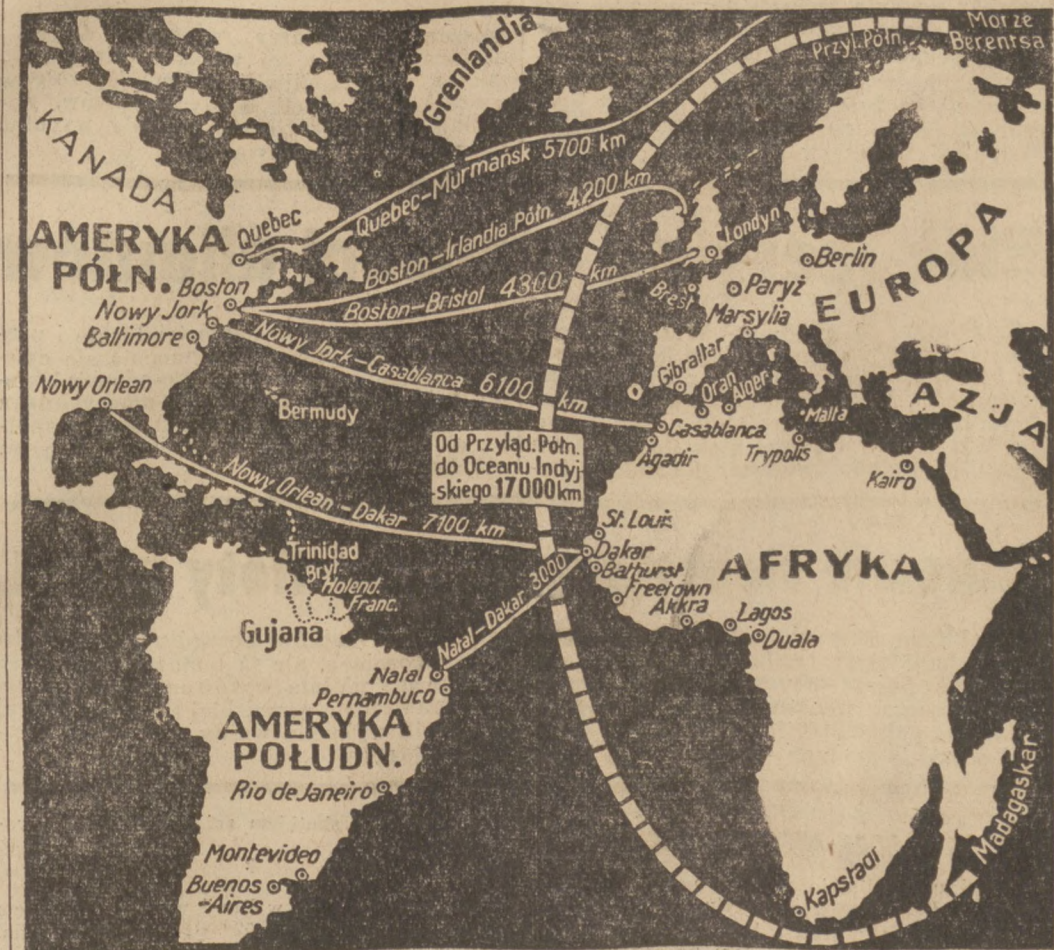 Morze
Berentsa
Przyl. Półn.
Grenlandia
KANADA
Quebec–Murmańsk 5700 km
Quebec
AMERYKA
PÓŁN.
Boston–Irlandia Półn. 4200 km
Londyn
Boston
Boston–Bristol 4300 km
Brest
Berlin
Paryż
EUROPA
Nowy Jork
Baltimore
Marsylia
Nowy Jork–Casablanca 6100 km
Gibraltar
Oran
Alger
Malta
AZJA
Nowy Orlean
Bermudy
Casablanca
Agadir
Trypolis
Kairo
Od Przyląd. Półn.
do Oceanu Indyj-
-skiego 17000 km
Nowy Orlean–Dakar 7100 km
St. Louis
Dakar
Bathurst
Freetown
Akkra
Lagos
Duala
AFRYKA
Trinidad
Bryt.
Holend.
Franc.
Gujana
Natal–Dakar 3000
Natal
Pernambuco
AMERYKA
POŁUDN.
Rio de Janeiro
Montevideo
Buenos
-Aires
Kapstadt
Madagaskar